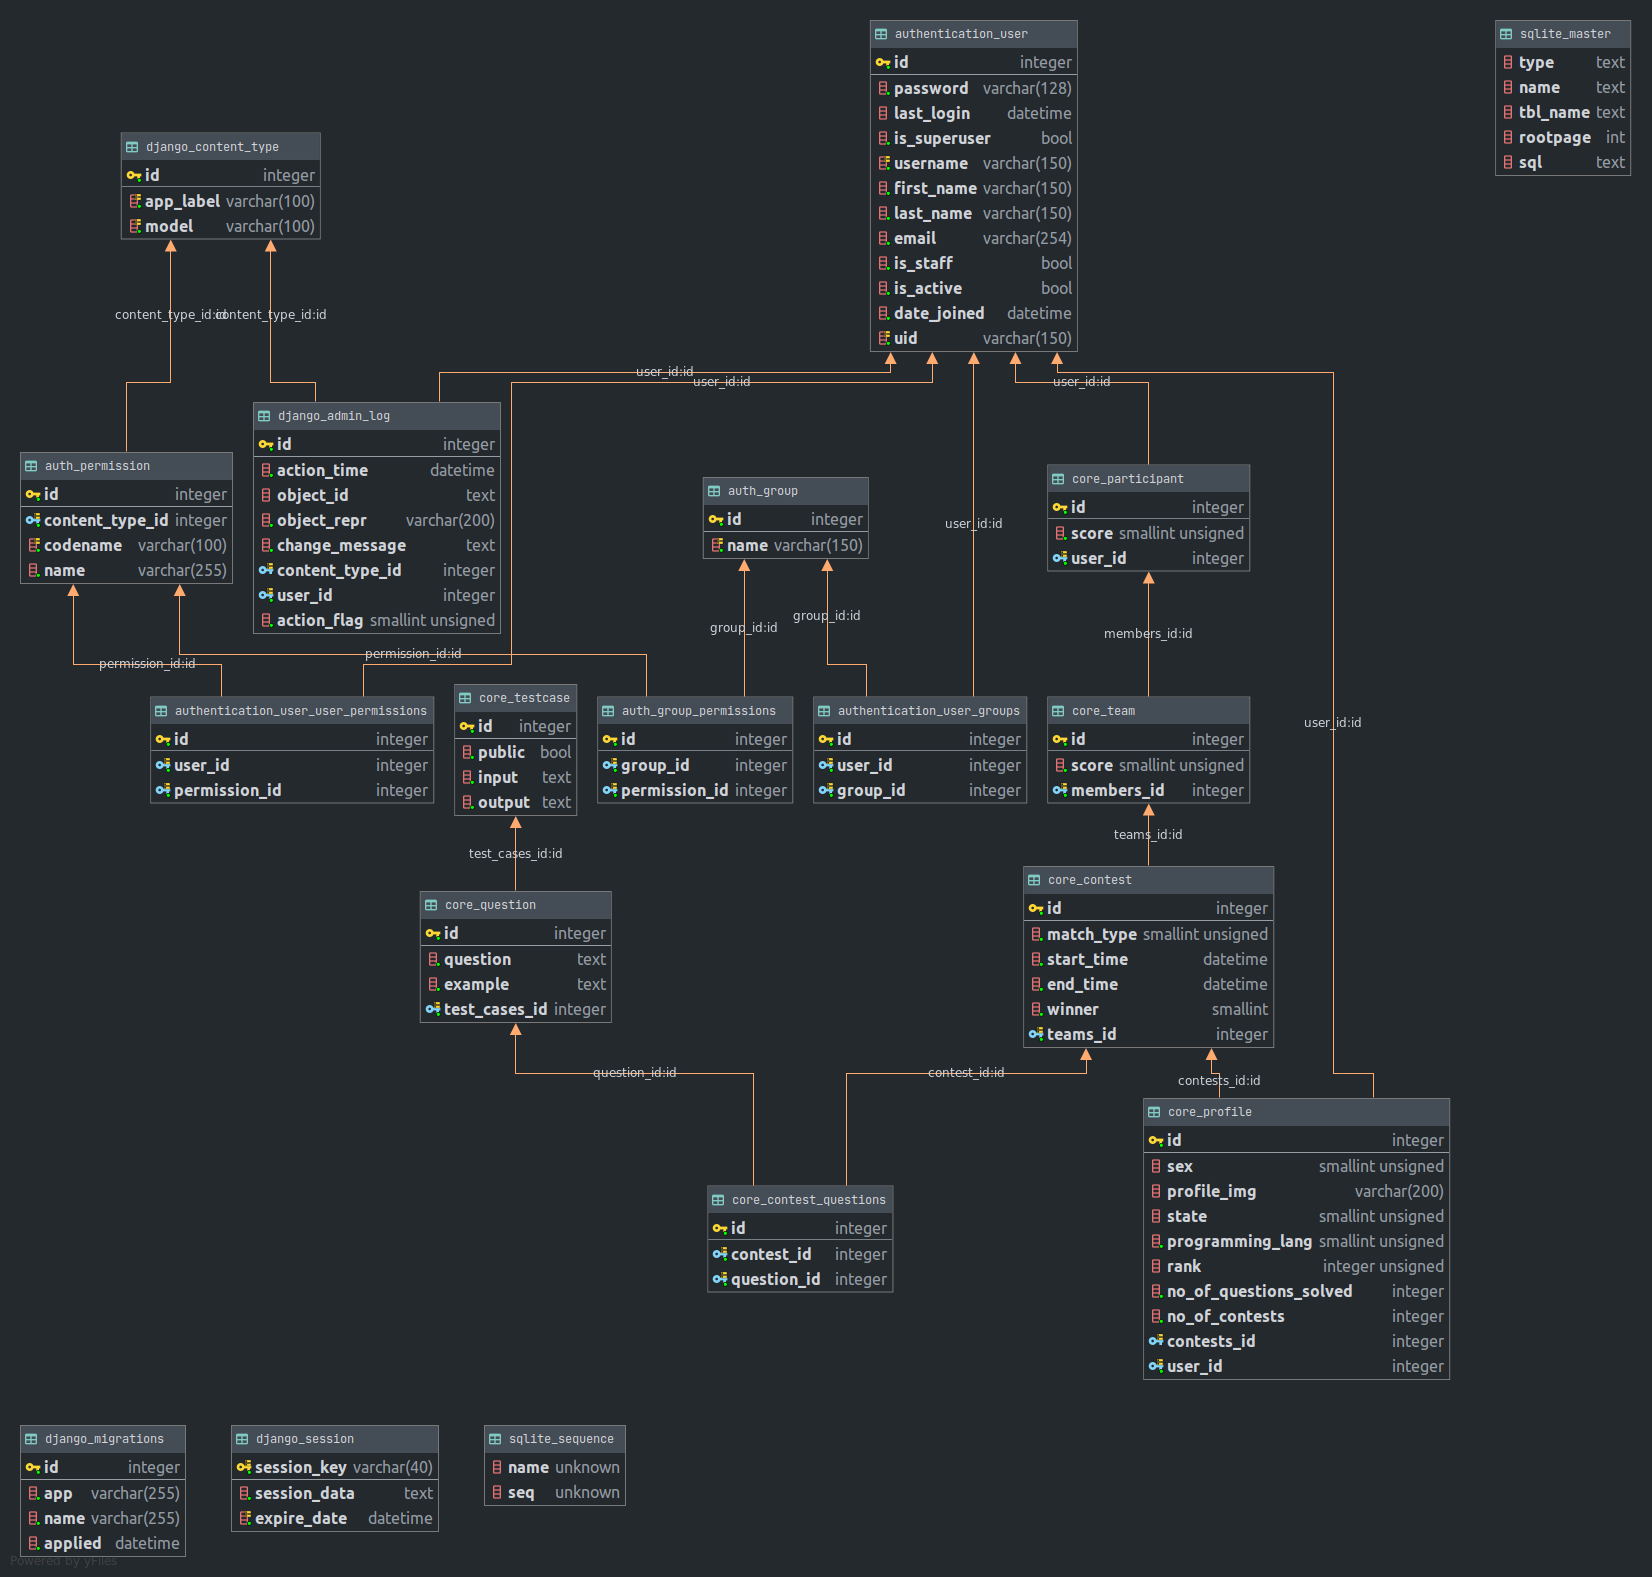 authentication_user
id integer
password varchar(128)
last_login datetime
is_superuser bool
username varchar(150)
first_name varchar(150)
last_name varchar(150)
email varchar(254)
is_staff bool
is_active bool
date_joined datetime
uid varchar(150)
sqlite_master
type text
name text
tbl_name text
rootpage int
sql text
django_content_type
id integer
app_label varchar(100)
model varchar(100)
content_type_id:id
content_type_id:id
user_id:id
user_id:id
user_id:id
django_admin_log
id integer
action_time datetime
object_id text
object_repr varchar(200)
change_message text
content_type_id integer
user_id integer
action_flag smallint unsigned
auth_permission
id integer
content_type_id integer
codename varchar(100)
name varchar(255)
auth_group
id integer
name varchar(150)
user_id:id
core_participant
id integer
score smallint unsigned
user_id integer
group_id:id
group_id:id
members_id:id
permission_id:id
permission_id:id
authentication_user_user_permissions
id integer
user_id integer
permission_id integer
core_testcase
id integer
public bool
input text
output text
auth_group_permissions
id integer
group_id integer
permission_id integer
authentication_user_groups
id integer
user_id integer
group_id integer
core_team
id integer
score smallint unsigned
members_id integer
user_id:id
test_cases_id:id
teams_id:id
core_question
id integer
question text
example text
test_cases_id integer
core_contest
id integer
match_type smallint unsigned
start_time datetime
end_time datetime
winner smallint
teams_id integer
question_id:id
contest_id:id
contests_id:id
core_profile
id integer
sex smallint unsigned
profile_img varchar(200)
state smallint unsigned
programming_lang smallint unsigned
rank integer unsigned
no_of_questions_solved integer
no_of_contests integer
contests_id integer
user_id integer
core_contest_questions
id integer
contest_id integer
question_id integer
django_migrations
id integer
app varchar(255)
name varchar(255)
applied datetime
django_session
session_key varchar(40)
session_data text
expire_date datetime
sqlite_sequence
name unknown
seq unknown
Powered by yFiles